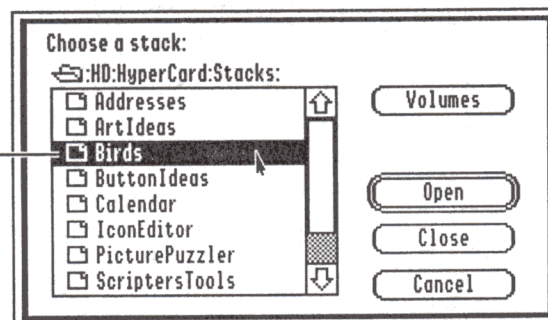 Choose a stack:
:HD:HyperCard:Stacks:
Addresses
ArtIdeas
Birds
ButtonIdeas
Calendar
IconEditor
PicturePuzzler
ScriptersTools
Volumes
Open
Close
Cancel